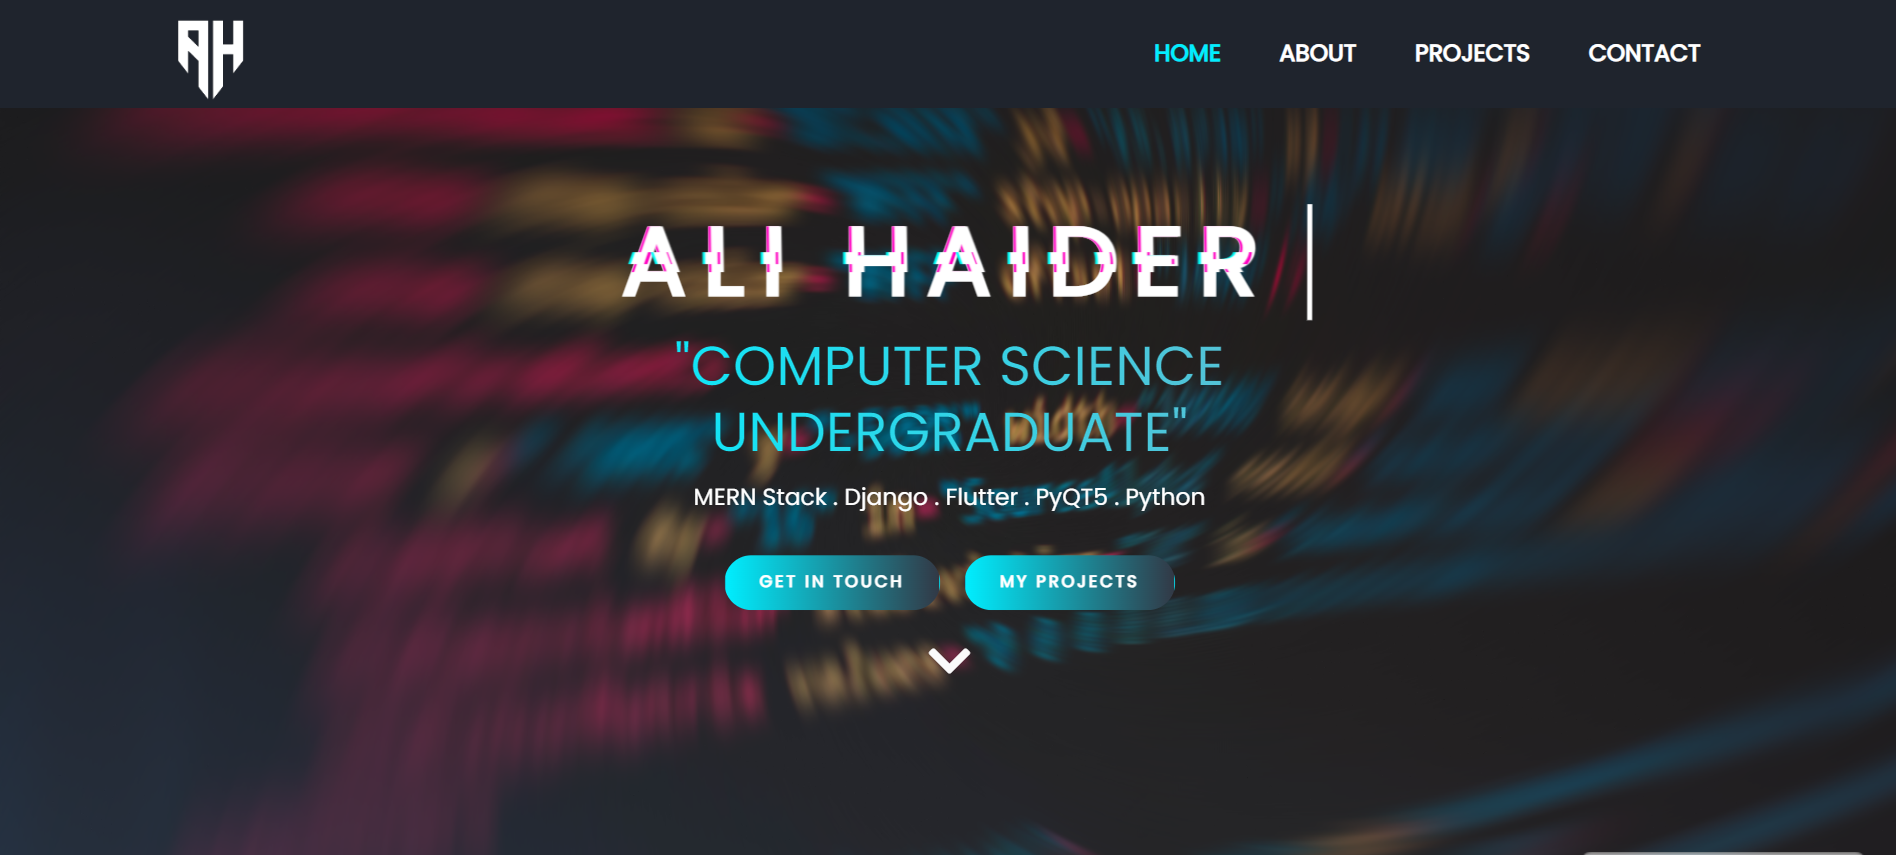 AH
HOME ABOUT PROJECTS CONTACT
ALI HAIDER
"COMPUTER SCIENCE
UNDERGRADUATE"
MERN Stack . Django . Flutter . PyQT5 . Python
GET IN TOUCH MY PROJECTS